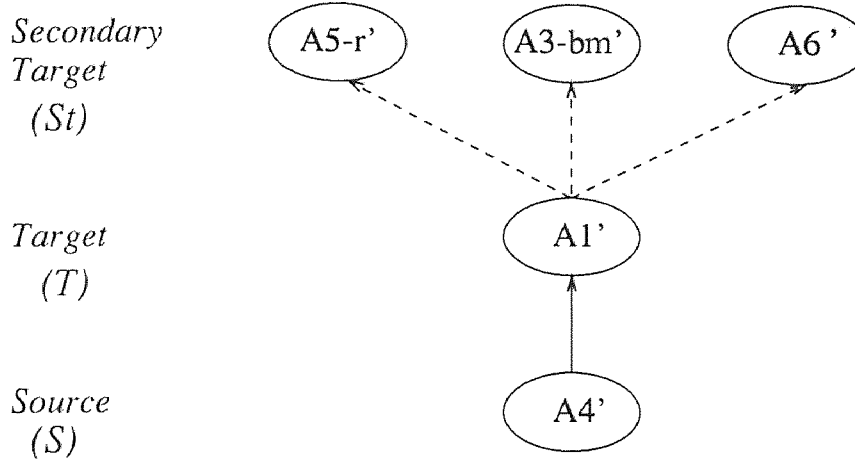 Secondary
Target
(St)
A5-r’
A3-bm’
A6 ’
Target
(T)
A1’
Source
(S)
A4’